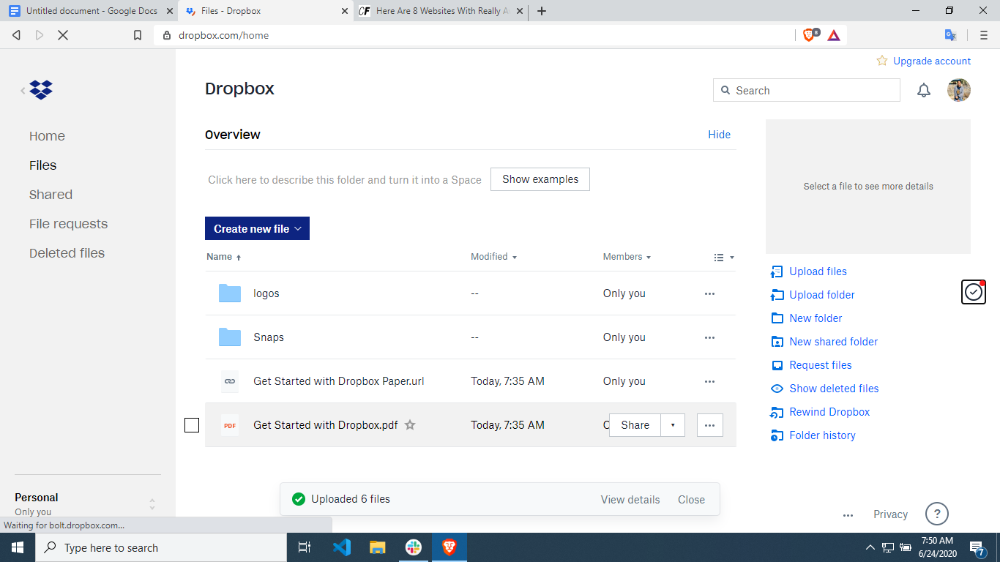 Untitled document - Google Docs
Files - Dropbox
CF Here Are 8 Websites With Really A
dropbox.com/home
8
Upgrade account
Dropbox
Search
Home
Files
Shared
File requests
Deleted files
Overview
Hide
Click here to describe this folder and turn it into a Space
Show examples
Select a file to see more details
Create new file
Name
Modified
Members
logos
--
Only you
Snaps
--
Only you
Get Started with Dropbox Paper.url
Today, 7:35 AM
Only you
PDF
Get Started with Dropbox.pdf
Today, 7:35 AM
Share
Upload files
Upload folder
New folder
New shared folder
Request files
Show deleted files
Rewind Dropbox
Folder history
Personal
Only you
Uploaded 6 files
View details
Close
Privacy
?
Waiting for bolt.dropbox.com...
Type here to search
7:50 AM
6/24/2020
7